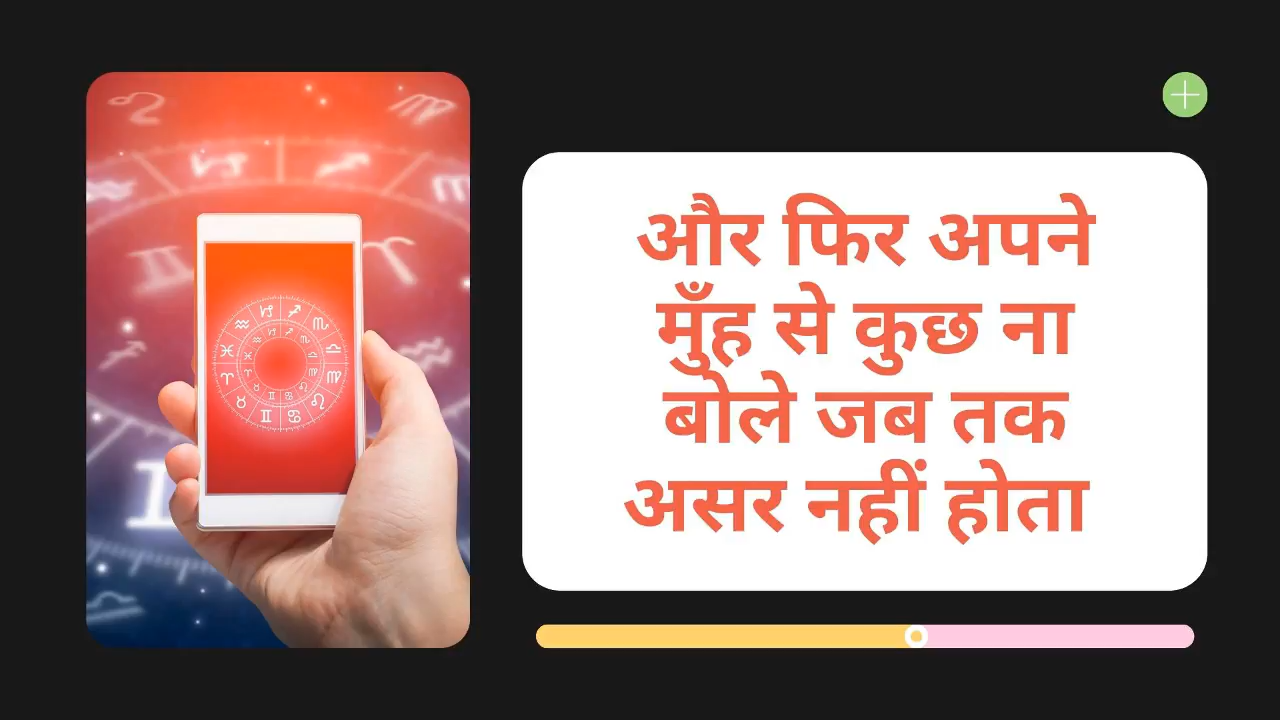 और फिर अपने
मुँह से कुछ ना
बोले जब तक
असर नहीं होता